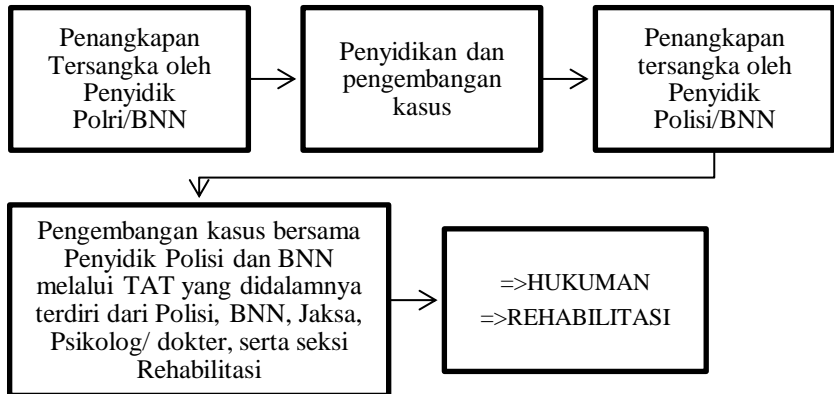 Penangkapan
Tersangka oleh
Penyidik
Polri/BNN
Penyidikan dan
pengembangan
kasus
Penangkapan
tersangka oleh
Penyidik
Polisi/BNN
Pengembangan kasus bersama
Penyidik Polisi dan BNN
melalui TAT yang didalamnya
terdiri dari Polisi, BNN, Jaksa,
Psikolog/ dokter, serta seksi
Rehabilitasi
=>HUKUMAN
=>REHABILITASI